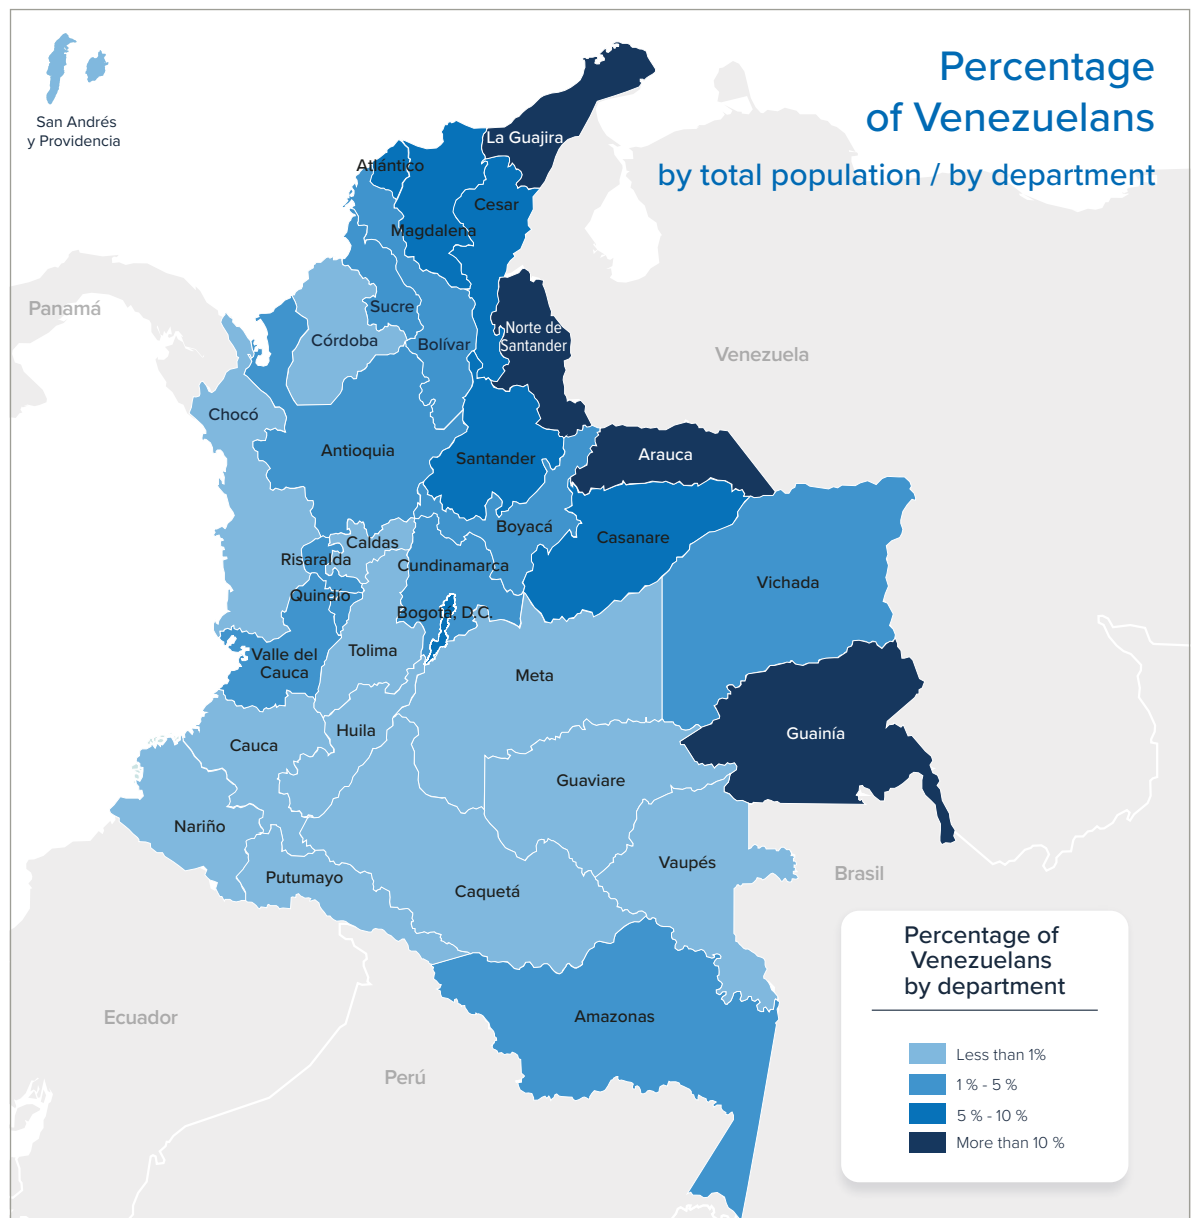 Percentage
of Venezuelans
by total population / by department
San Andrés
y Providencia
La Guajira
Atlántico
Cesar
Magdalena
Panamá
Sucre
Norte de
Santander
Córdoba
Bolívar
Venezuela
Chocó
Antioquia
Santander
Arauca
Boyacá
Casanare
Caldas
Risaralda
Cundinamarca
Vichada
Quindío
Bogotá, D.C.
Tolima
Valle del
Cauca
Meta
Huila
Guainía
Cauca
Guaviare
Nariño
Vaupés
Brasil
Putumayo
Caquetá
Ecuador
Amazonas
Perú
Percentage of
Venezuelans
by department
Less than 1%
1 % - 5 %
5 % - 10 %
More than 10 %